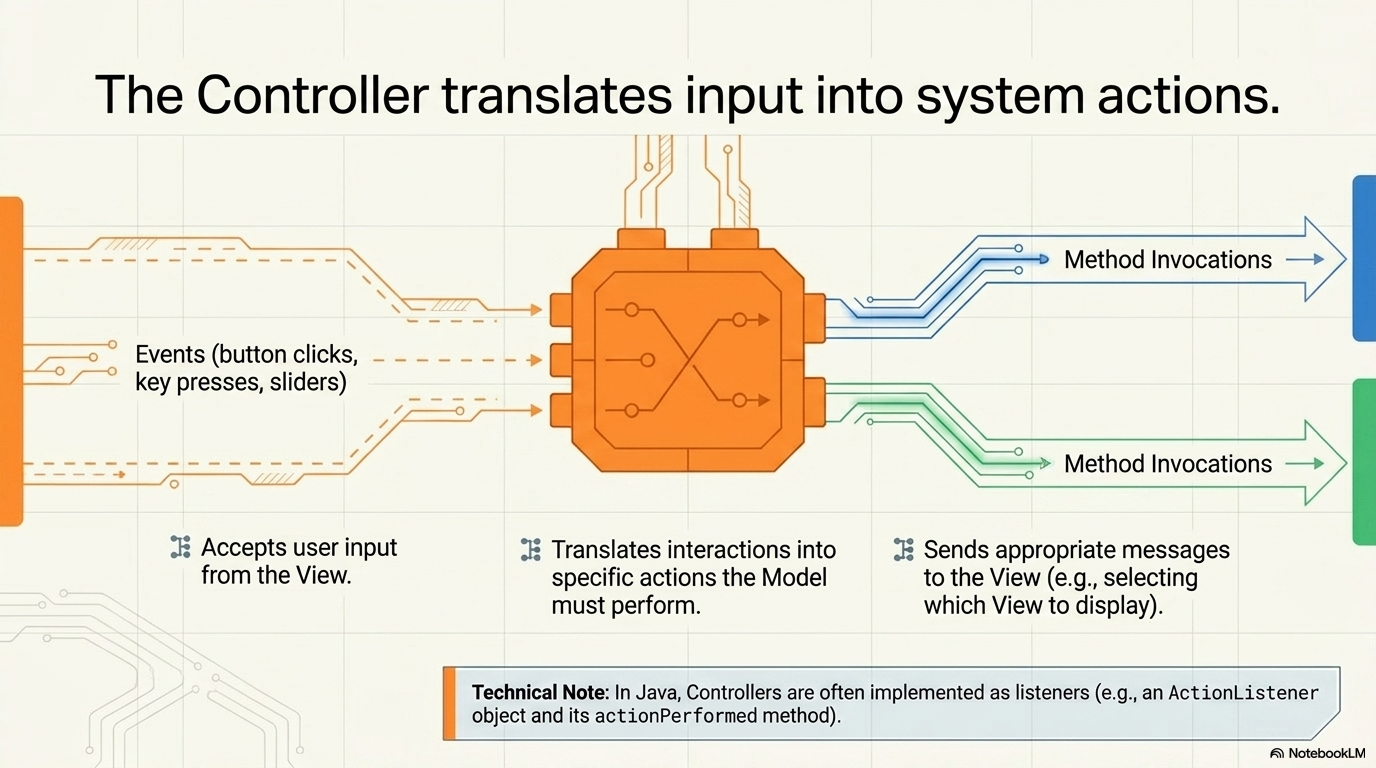 The Controller translates input into system actions.
Events (button clicks,
key presses, sliders)
Method Invocations
Method Invocations
Accepts user input
from the View.
Translates interactions into
specific actions the Model
must perform.
Sends appropriate messages
to the View (e.g., selecting
which View to display).
Technical Note: In Java, Controllers are often implemented as listeners (e.g., an ActionListener
object and its actionPerformed method).
NotebookLM